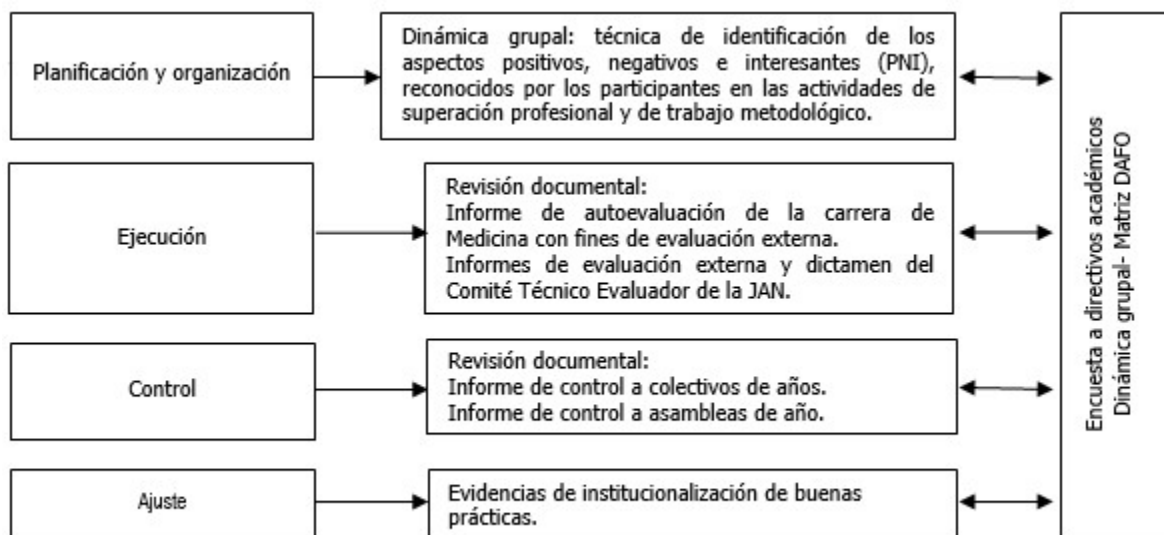 Planificación y organización
Dinámica grupal: técnica de identificación de los
aspectos positivos, negativos e interesantes (PNI),
reconocidos por los participantes en las actividades de
superación profesional y de trabajo metodológico.
Ejecución
Revisión documental:
Informe de autoevaluación de la carrera de
Medicina con fines de evaluación externa.
Informes de evaluación externa y dictamen del
Comité Técnico Evaluador de la JAN.
Control
Revisión documental:
Informe de control a colectivos de años.
Informe de control a asambleas de año.
Ajuste
Evidencias de institucionalización de buenas
prácticas.
Encuesta a directivos académicos
Dinámica grupal- Matriz DAFO